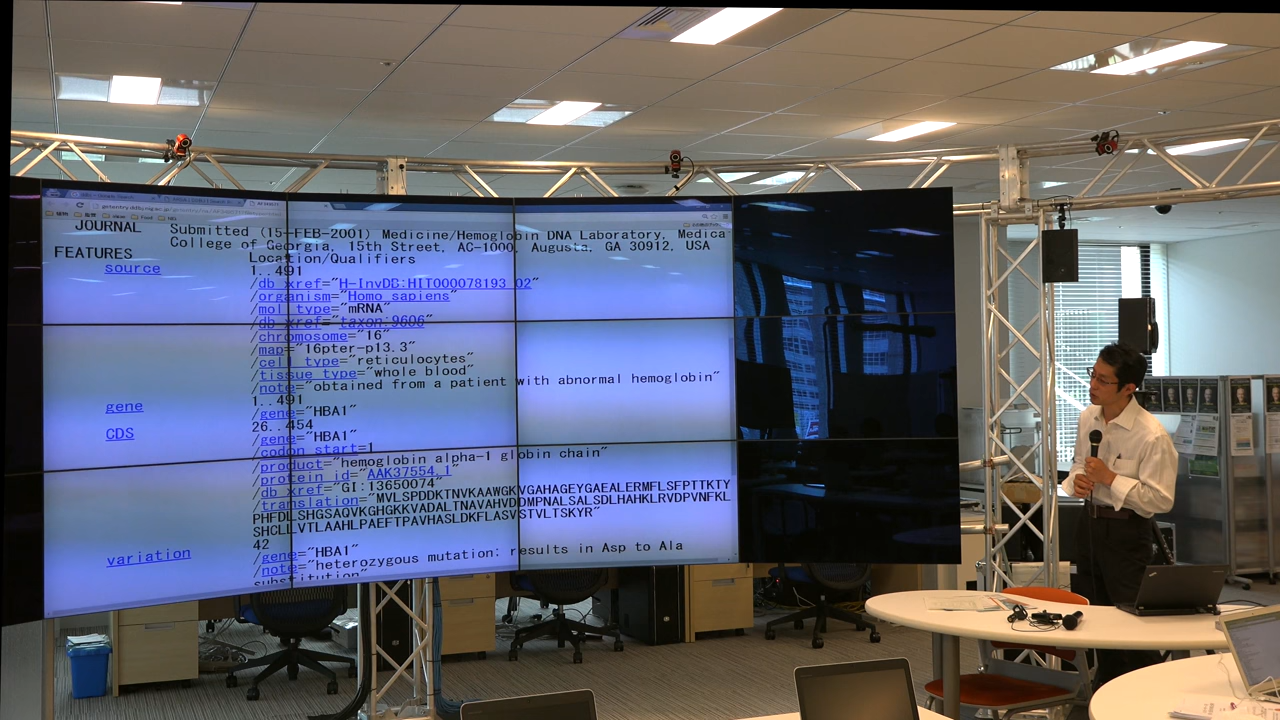 JOURNAL Submitted (15-FEB-2001) Medicine/Hemoglobin DNA Laboratory, Medica
College of Georgia, 15th Street, AC-1000, Augusta, GA 30912, USA
FEATURES Location/Qualifiers
source 1..491
/db_xref="H-InvDB:HIT000078193_02"
/organism="Homo sapiens"
/mol_type="mRNA"
/db_xref="taxon:9606"
/chromosome="16"
/map="16pter-p13.3"
/cell_type="reticulocytes"
/tissue_type="whole blood"
/note="obtained from a patient with abnormal hemoglobin"
gene 1..491
/gene="HBA1"
CDS 26..454
/gene="HBA1"
/codon_start=1
/product="hemoglobin alpha-1 globin chain"
/protein_id="AAK37554.1"
/db_xref="GI:13650074"
/translation="MVLSPDDKTNVKAAWGKVGAHAGEYGAEALERMFLSFPTTKTY
PHFDLSHGSAQVKGHGKKVADALTNAVAHVDDMPNALSALSDLHAHKLRVDPVNFKL
SHCLLVTLAAHLPAEFTPAVHASLDKFLASVSTVLTSKYR"
variation 42
/gene="HBA1"
/note="heterozygous mutation; results in Asp to Ala
substitution"